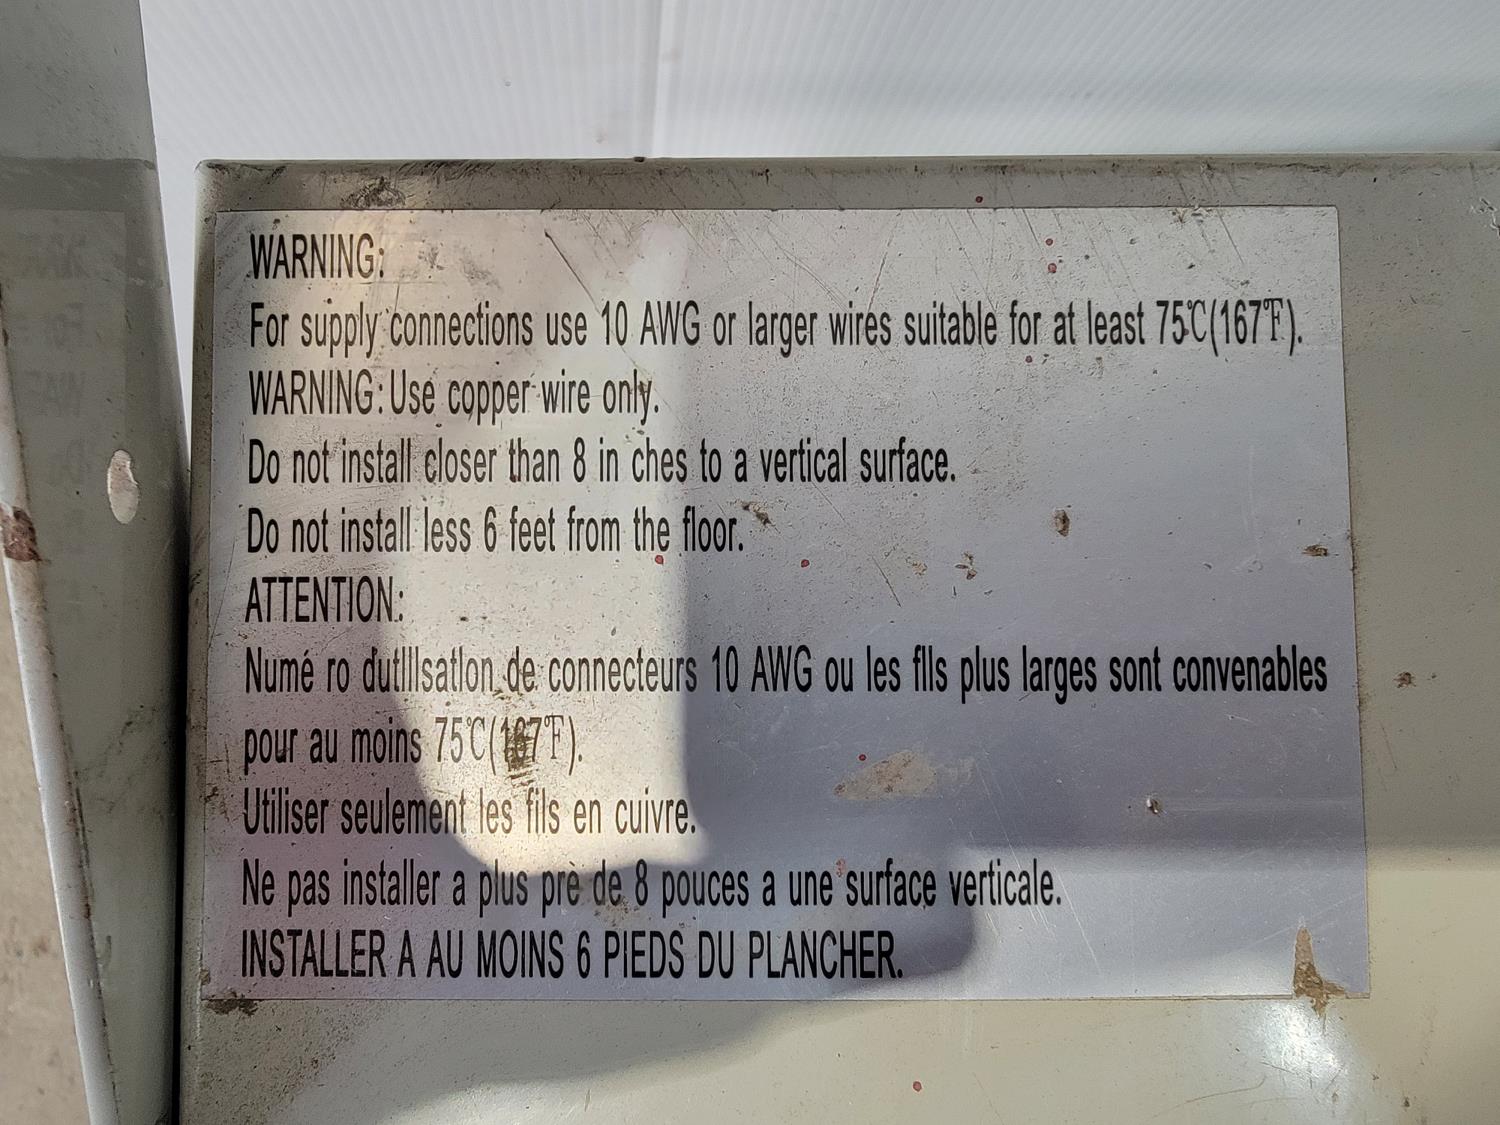 WARNING:
For supply connections use 10 AWG or larger wires suitable for at least 75℃(167℉).
WARNING:Use copper wire only.
Do not install closer than 8 in ches to a vertical surface.
Do not install less 6 feet from the floor.
ATTENTION:
Numé ro d'utlllsatlon de connecteurs 10 AWG ou les flls plus larges sont convenables
pour au moins 75℃(167℉).
Utiliser seulement les fils en cuivre.
Ne pas installer a plus prè de 8 pouces a une surface verticale.
INSTALLER A AU MOINS 6 PIEDS DU PLANCHER.